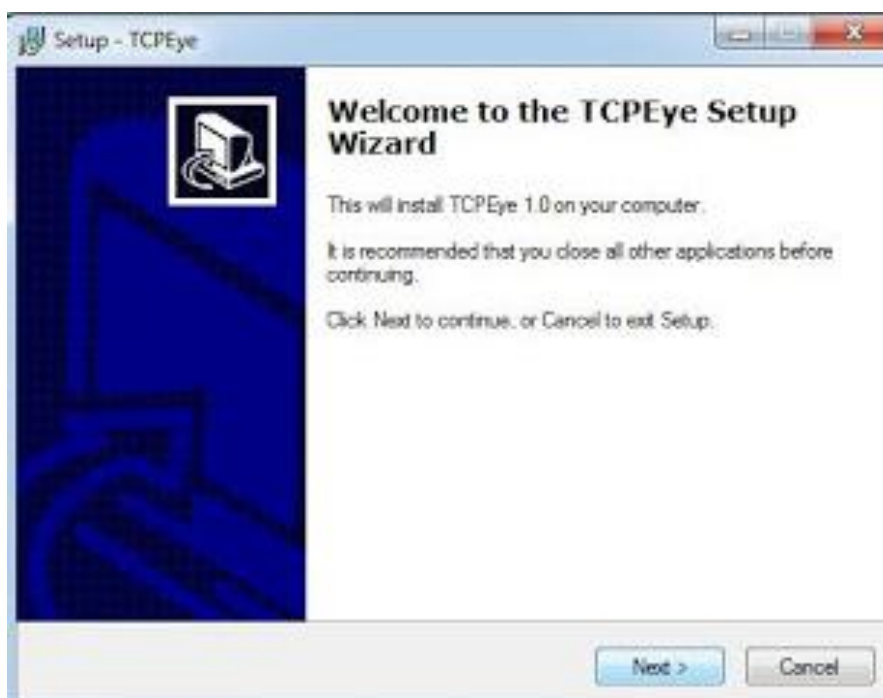 Setup - TCPEye
Welcome to the TCPEye Setup
Wizard
This will install TCPEye 1.0 on your computer.
It is recommended that you close all other applications before
continuing.
Click Next to continue, or Cancel to exit Setup.
Next >
Cancel